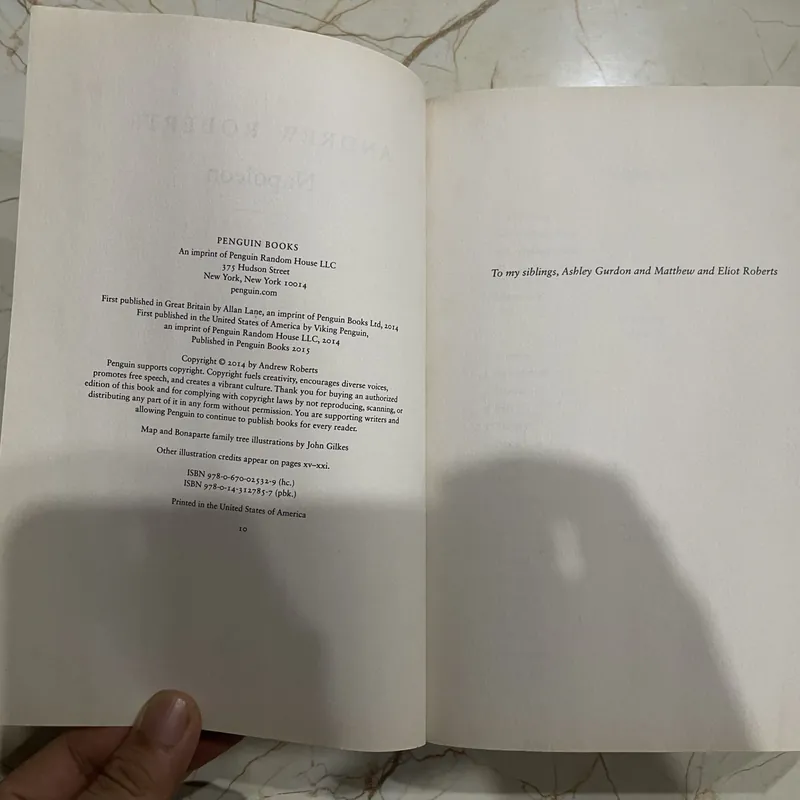 PENGUIN BOOKS
An imprint of Penguin Random House LLC
375 Hudson Street
New York, New York 10014
penguin.com
First published in Great Britain by Allan Lane, an imprint of Penguin Books Ltd, 2014
First published in the United States of America by Viking Penguin,
an imprint of Penguin Random House LLC, 2014
Published in Penguin Books 2015
Copyright © 2014 by Andrew Roberts
Penguin supports copyright. Copyright fuels creativity, encourages diverse voices,
promotes free speech, and creates a vibrant culture. Thank you for buying an authorized
edition of this book and for complying with copyright laws by not reproducing, scanning, or
distributing any part of it in any form without permission. You are supporting writers and
allowing Penguin to continue to publish books for every reader.
Map and Bonaparte family tree illustrations by John Gilkes
Other illustration credits appear on pages xv–xxi.
ISBN 978-0-670-02532-9 (hc.)
ISBN 978-0-14-312785-7 (pbk.)
Printed in the United States of America
10
To my siblings, Ashley Gurdon and Matthew and Eliot Roberts